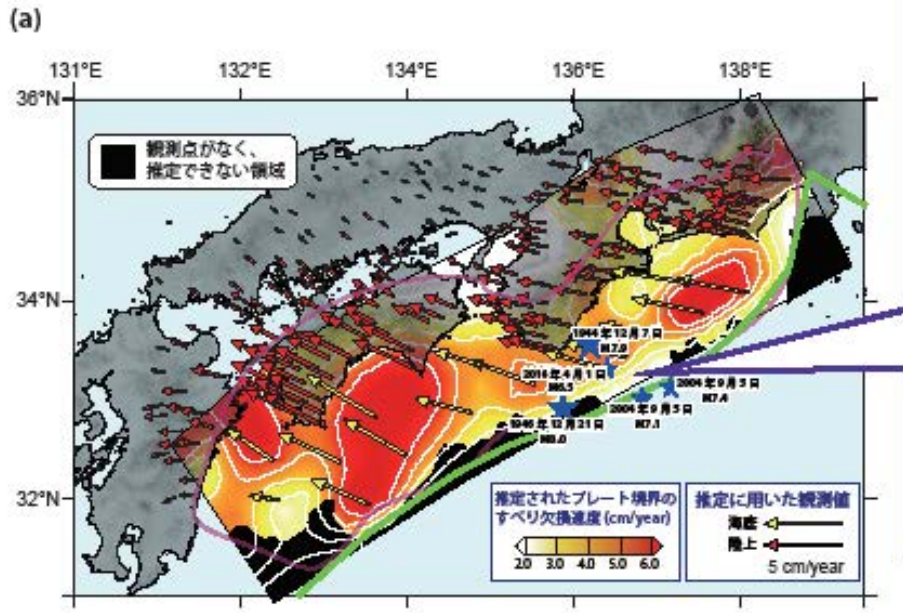 (a)
131°E 132°E 134°E 136°E 138°E
36°N
34°N
32°N
観測点がなく、
推定できない領域
1944年12月7日
M7.9
2016年4月1日
M6.5
2004年9月5日
M7.4
2004年9月5日
M7.1
1946年12月21日
M8.0
推定されたプレート境界の
すべり欠損速度 (cm/year)
2.0 3.0 4.0 5.0 6.0
推定に用いた観測値
海底
陸上
5 cm/year